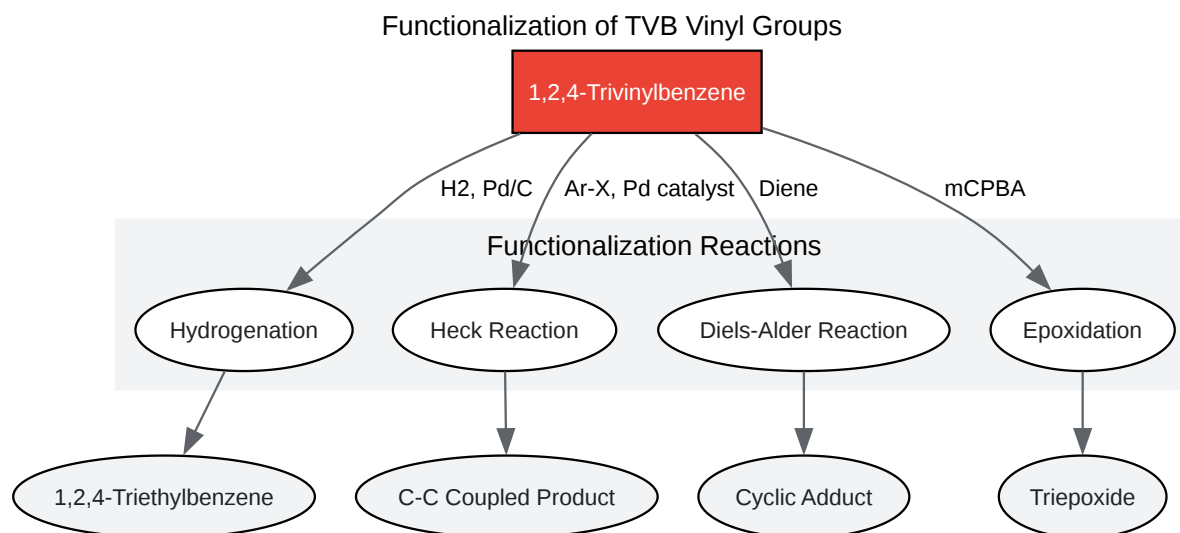 Functionalization of TVB Vinyl Groups
1,2,4-Trivinylbenzene
H2, Pd/C
Ar-X, Pd catalyst
Diene
mCPBA
Functionalization Reactions
Hydrogenation
Heck Reaction
Diels-Alder Reaction
Epoxidation
1,2,4-Triethylbenzene
C-C Coupled Product
Cyclic Adduct
Triepoxide